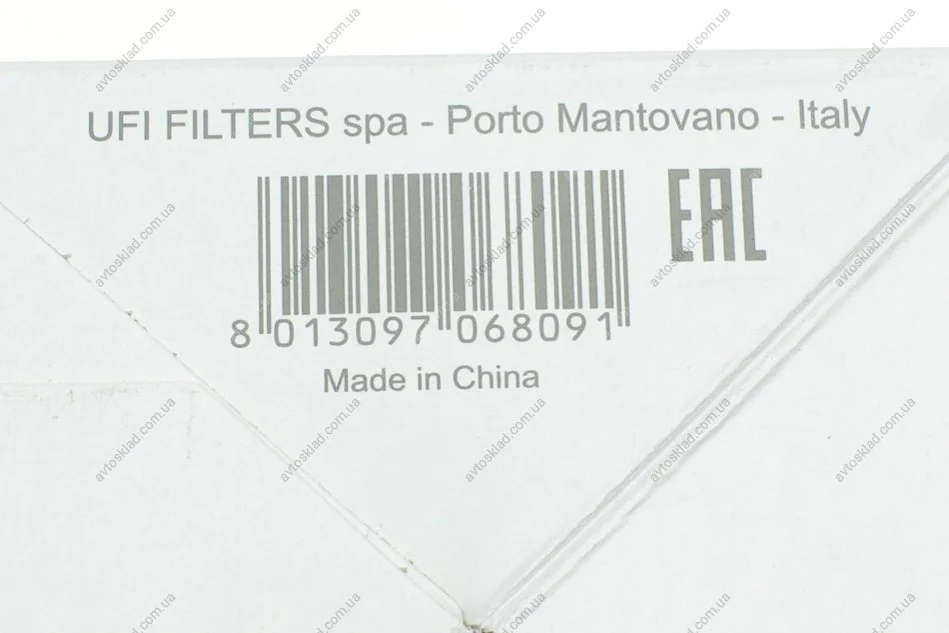 UFI FILTERS spa - Porto Mantovano - Italy
EAC
8 013097 068091
Made in China
avtosklad.com.ua